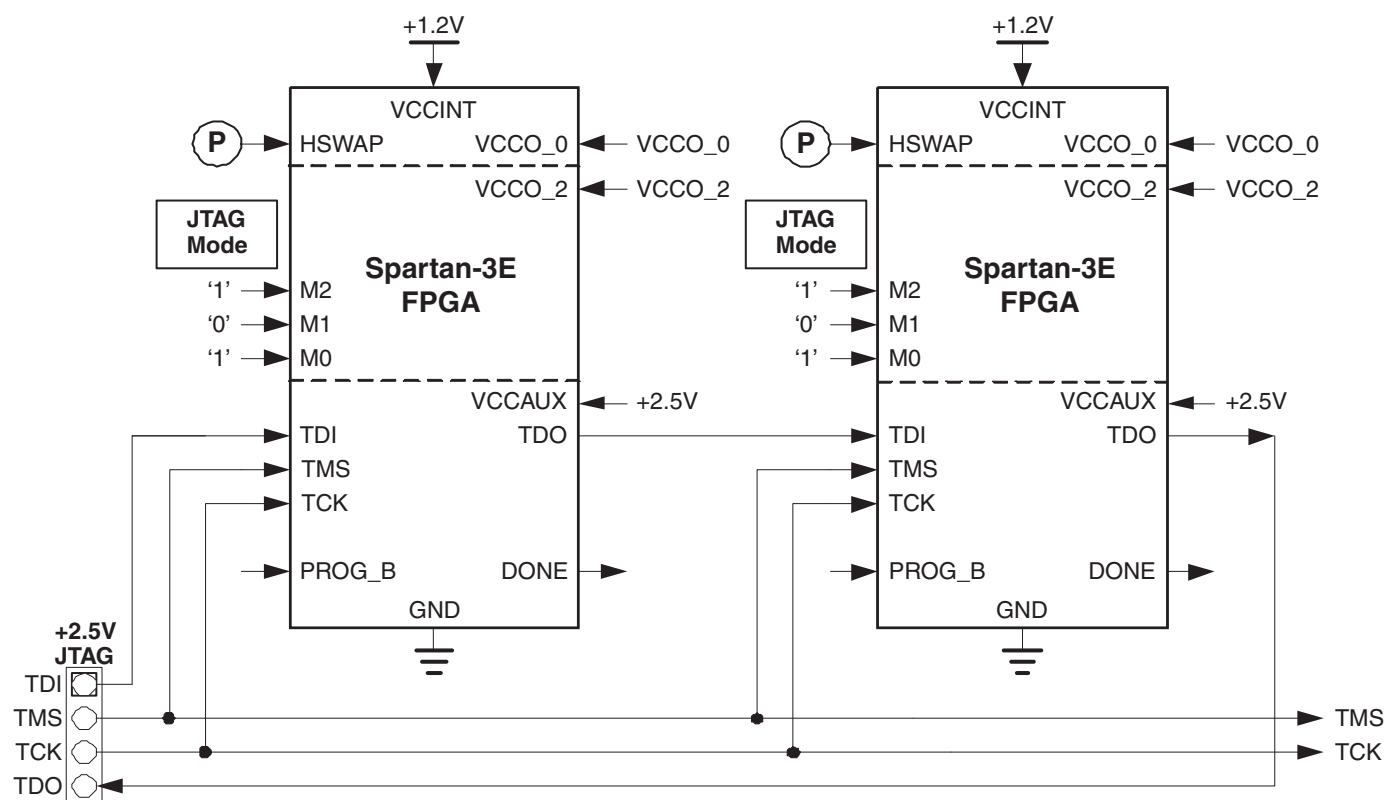 +1.2V +1.2V
VCCINT VCCINT
P HSWAP VCCO_0 VCCO_0 P HSWAP VCCO_0 VCCO_0
VCCO_2 VCCO_2 VCCO_2 VCCO_2
JTAG
Mode
JTAG
Mode
Spartan-3E
FPGA
Spartan-3E
FPGA
‘1’ M2 ‘1’ M2
‘0’ M1 ‘0’ M1
‘1’ M0 ‘1’ M0
VCCAUX +2.5V VCCAUX +2.5V
TDI TDO TDI TDO
TMS TMS
TCK TCK
PROG_B DONE PROG_B DONE
GND GND
+2.5V
JTAG
TDI
TMS TMS
TCK TCK
TDO